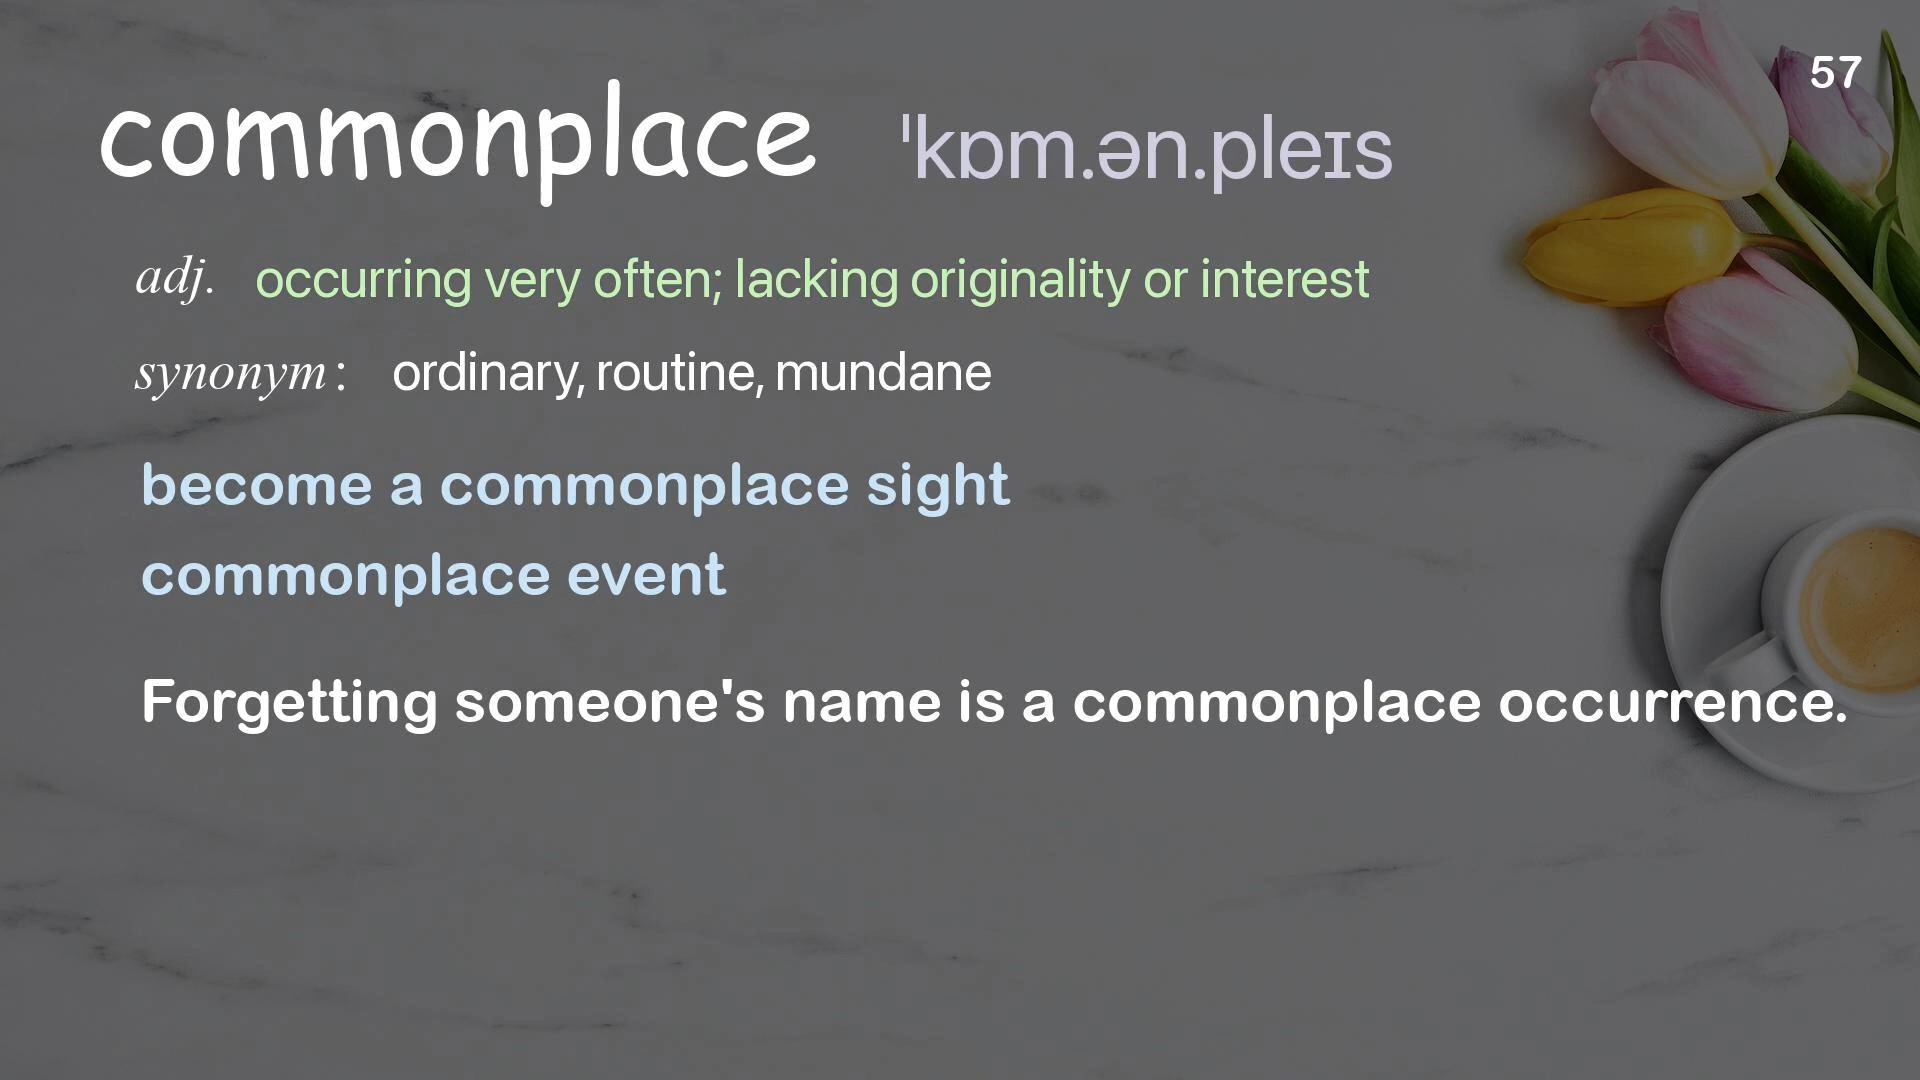 57
commonplace ˈkɒm.ən.pleɪs
adj. occurring very often; lacking originality or interest
synonym: ordinary, routine, mundane
become a commonplace sight
commonplace event
Forgetting someone's name is a commonplace occurrence.